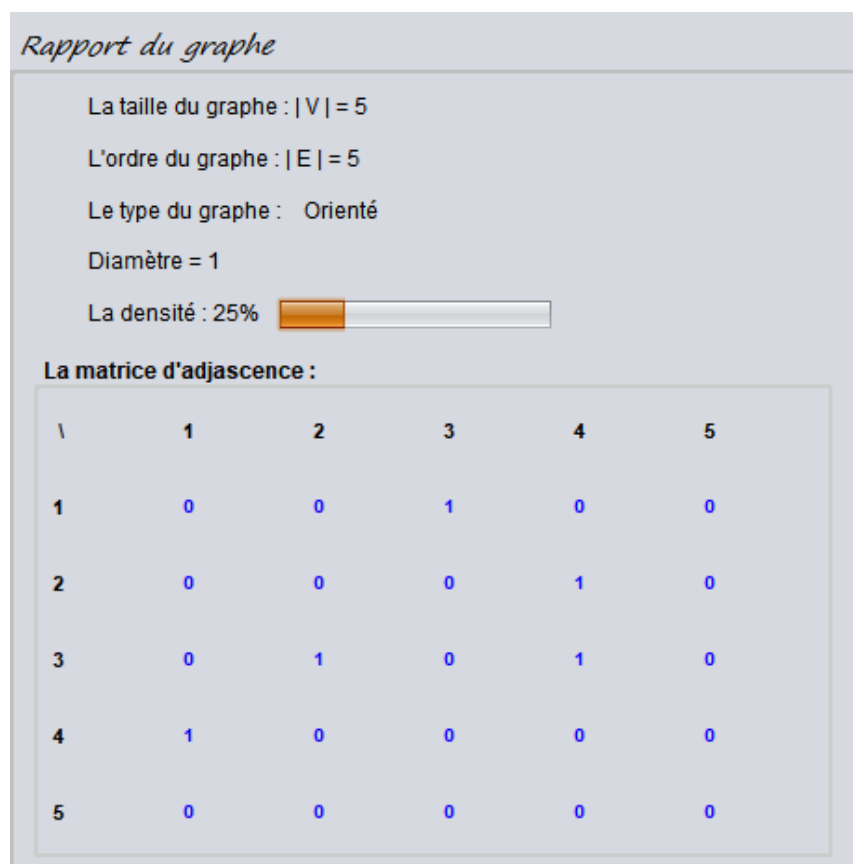 Rapport du graphe
La taille du graphe : | V | = 5
L'ordre du graphe : | E | = 5
Le type du graphe : Orienté
Diamètre = 1
La densité : 25%
La matrice d'adjascence :
\ 1 2 3 4 5
1 0 0 1 0 0
2 0 0 0 1 0
3 0 1 0 1 0
4 1 0 0 0 0
5 0 0 0 0 0